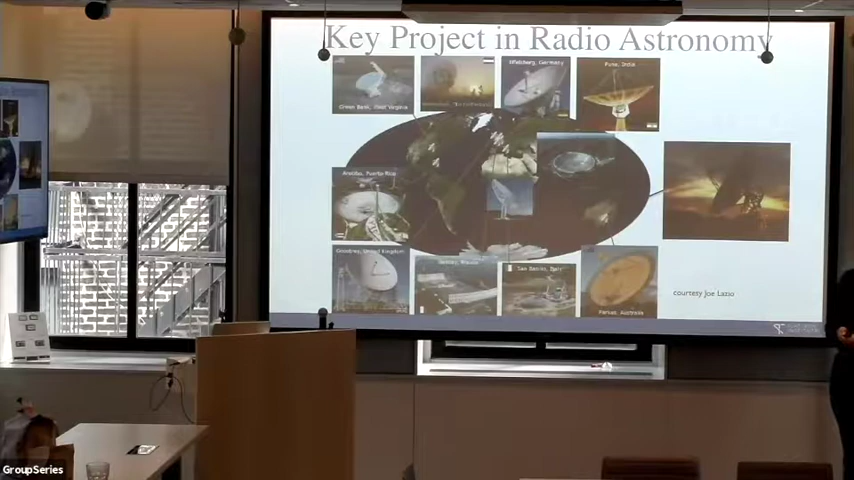 Key Project in Radio Astronomy
Effelsberg, Germany
Pune, India
Green Bank, West Virginia
Arecibo, Puerto Rico
Goonhilly, United Kingdom
San Basilio, Italy
Parkes, Australia
courtesy Joe Lazio
GroupSeries